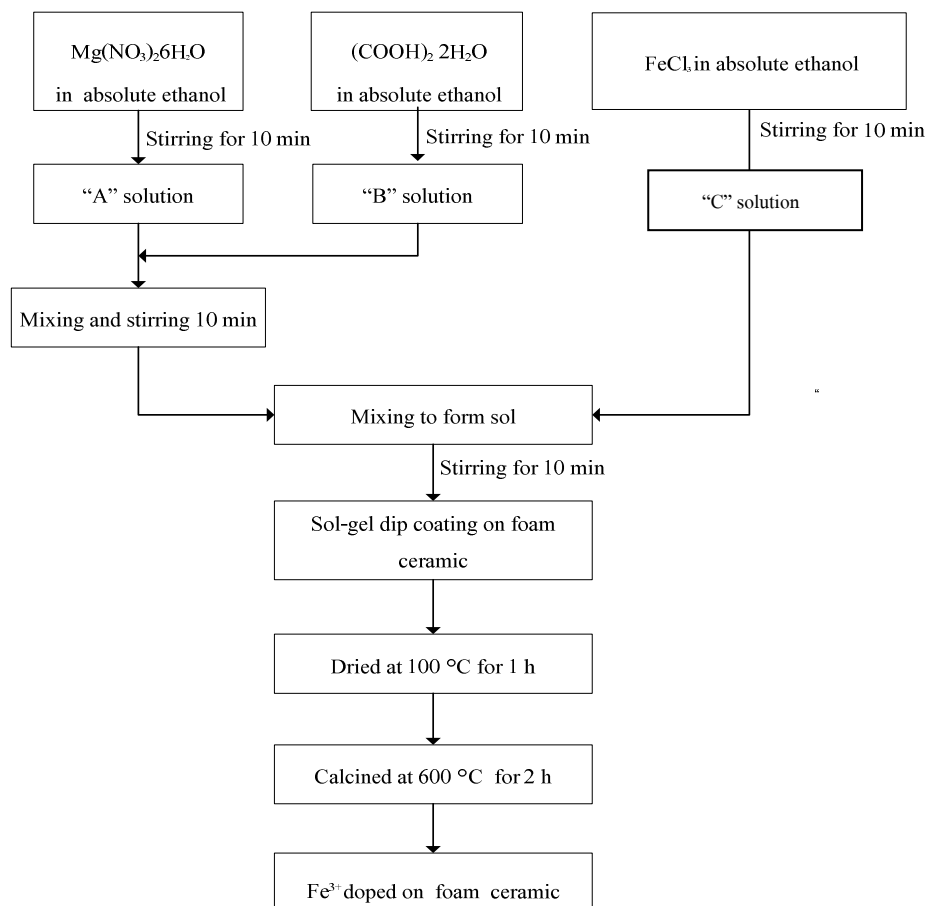 Mg(NO₃)₂6H₂O
in absolute ethanol
(COOH)₂ 2H₂O
in absolute ethanol
FeCl₃ in absolute ethanol
Stirring for 10 min
Stirring for 10 min
Stirring for 10 min
“A” solution
“B” solution
“C” solution
Mixing and stirring 10 min
“
Mixing to form sol
Stirring for 10 min
Sol-gel dip coating on foam
ceramic
Dried at 100 °C for 1 h
Calcined at 600 °C for 2 h
Fe³⁺ doped on foam ceramic